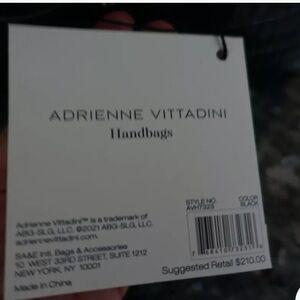 ADRIENNE VITTADINI
Handbags
Adrienne Vittadini™ is a trademark of
ABG-SLG, LLC. ©2021 ABG-SLG, LLC.
adriennevittadini.com
SA&E Intl. Bags & Accessories
10 WEST 33RD STREET, SUITE 1212
NEW YORK, NY 10001
Made in China
STYLE NO.
AVH7323
COLOR
BLACK
Suggested Retail $210.00